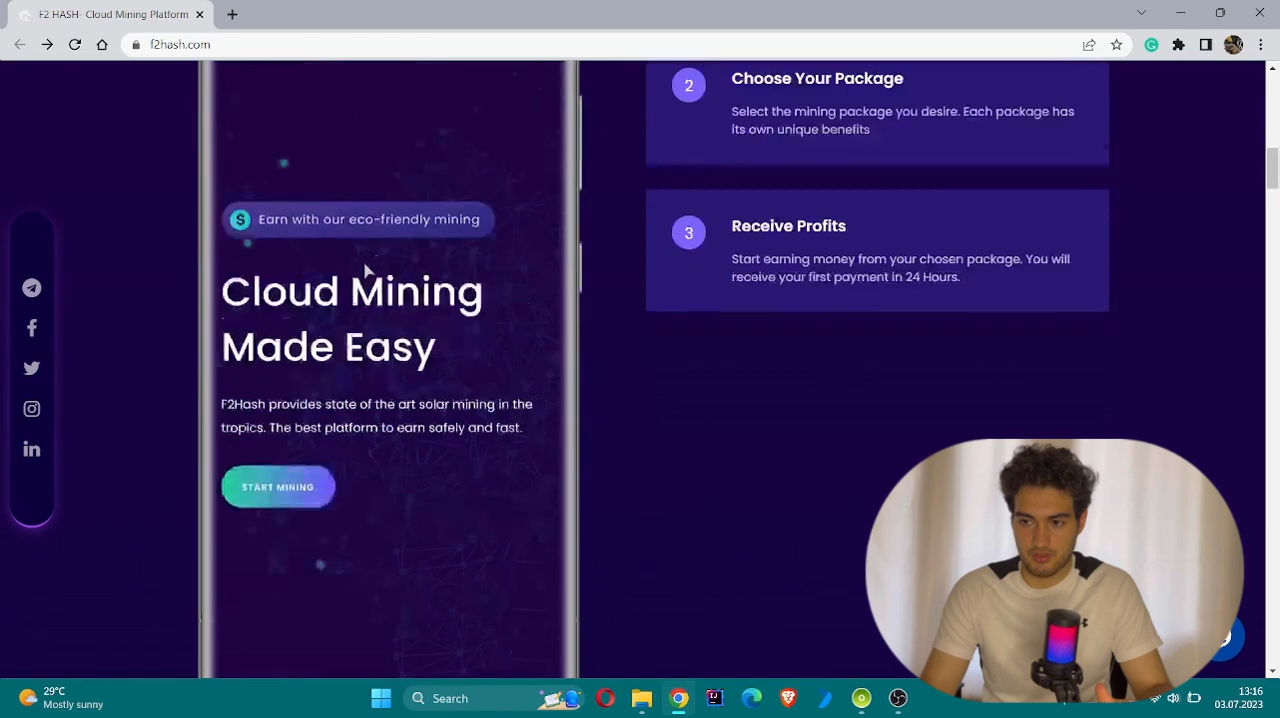 F2 HASH- Cloud Mining Platform
f2hash.com
2
Choose Your Package
Select the mining package you desire. Each package has
its own unique benefits
$ Earn with our eco-friendly mining
3
Receive Profits
Start earning money from your chosen package. You will
receive your first payment in 24 Hours.
Cloud Mining
Made Easy
F2Hash provides state of the art solar mining in the
tropics. The best platform to earn safely and fast.
START MINING
29°C
Mostly sunny
Search
13:16
03.07.2023